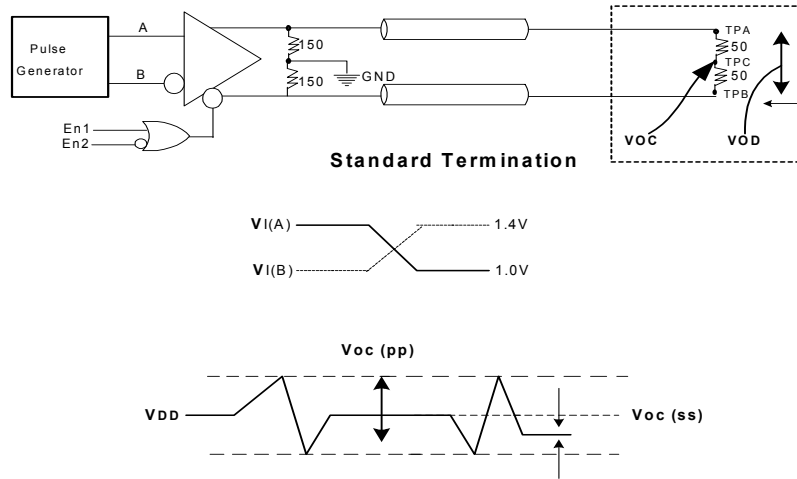 A
Pulse
Generator
B
150
150
GND
En1
En2
TPA
50
TPC
50
TPB
VOC
VOD
Standard Termination
VI(A)
1.4V
VI(B)
1.0V
Voc (pp)
VDD
Voc (ss)